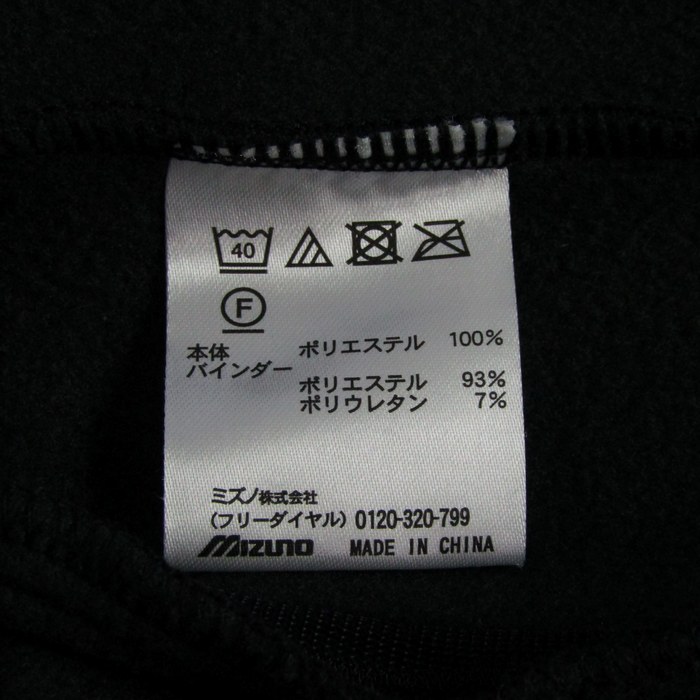 40
F
本体 ポリエステル 100%
バインダー
ポリエステル 93%
ポリウレタン 7%
ミズノ株式会社
(フリーダイヤル) 0120-320-799
MIZUNO MADE IN CHINA